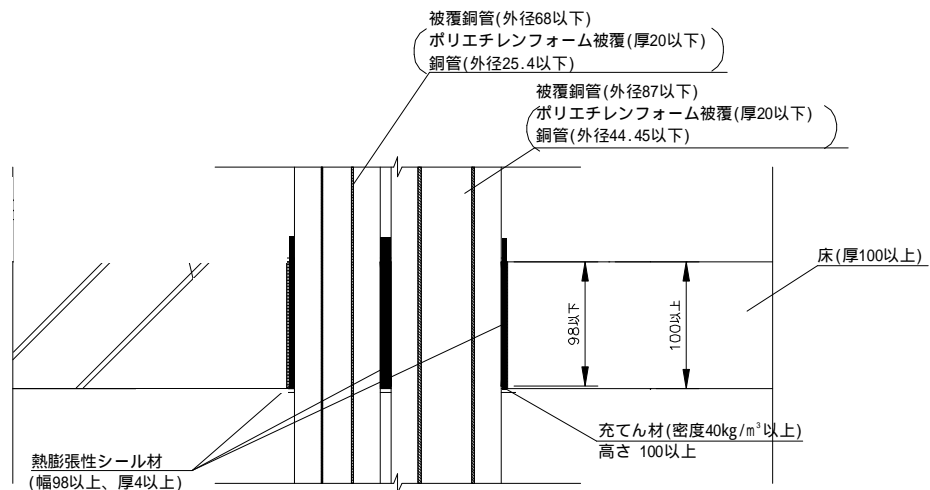 被覆銅管(外径68以下)
ポリエチレンフォーム被覆(厚20以下)
銅管(外径25.4以下)
被覆銅管(外径87以下)
ポリエチレンフォーム被覆(厚20以下)
銅管(外径44.45以下)
床(厚100以上)
98以下
100以上
充てん材(密度40kg/m³以上)
高さ 100以上
熱膨張性シール材
(幅98以上、厚4以上)